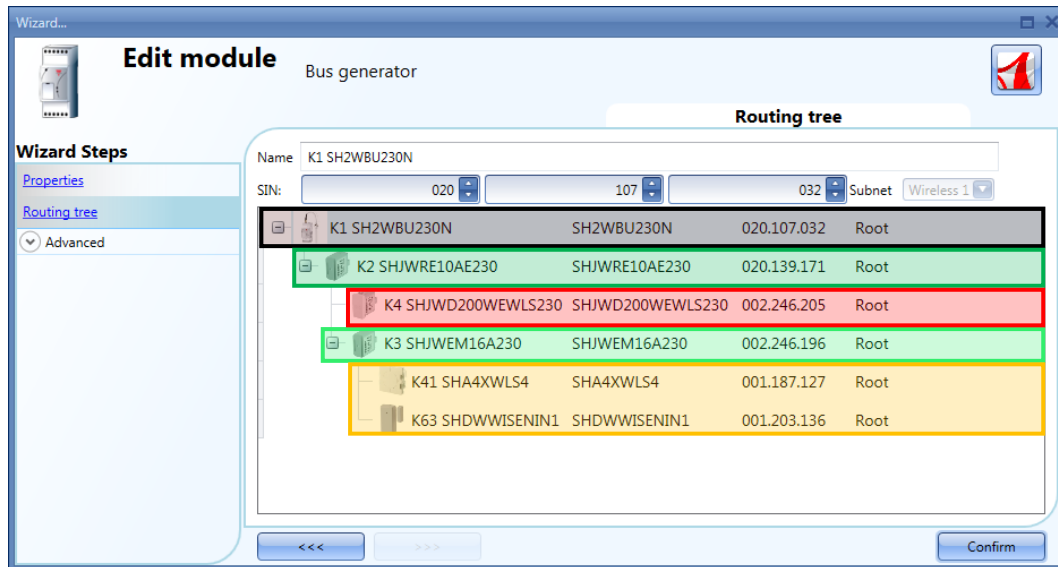 Wizard...
Edit module
Bus generator
Routing tree
Wizard Steps
Properties
Routing tree
Advanced
Name K1 SH2WBU230N
SIN: 020 107 032 Subnet Wireless 1
K1 SH2WBU230N SH2WBU230N 020.107.032 Root
K2 SHJWRE10AE230 SHJWRE10AE230 020.139.171 Root
K4 SHJWD200WEWLS230 SHJWD200WEWLS230 002.246.205 Root
K3 SHJWEM16A230 SHJWEM16A230 002.246.196 Root
K41 SHA4XWLS4 SHA4XWLS4 001.187.127 Root
K63 SHDWWISENIN1 SHDWWISENIN1 001.203.136 Root
<<< >>> Confirm